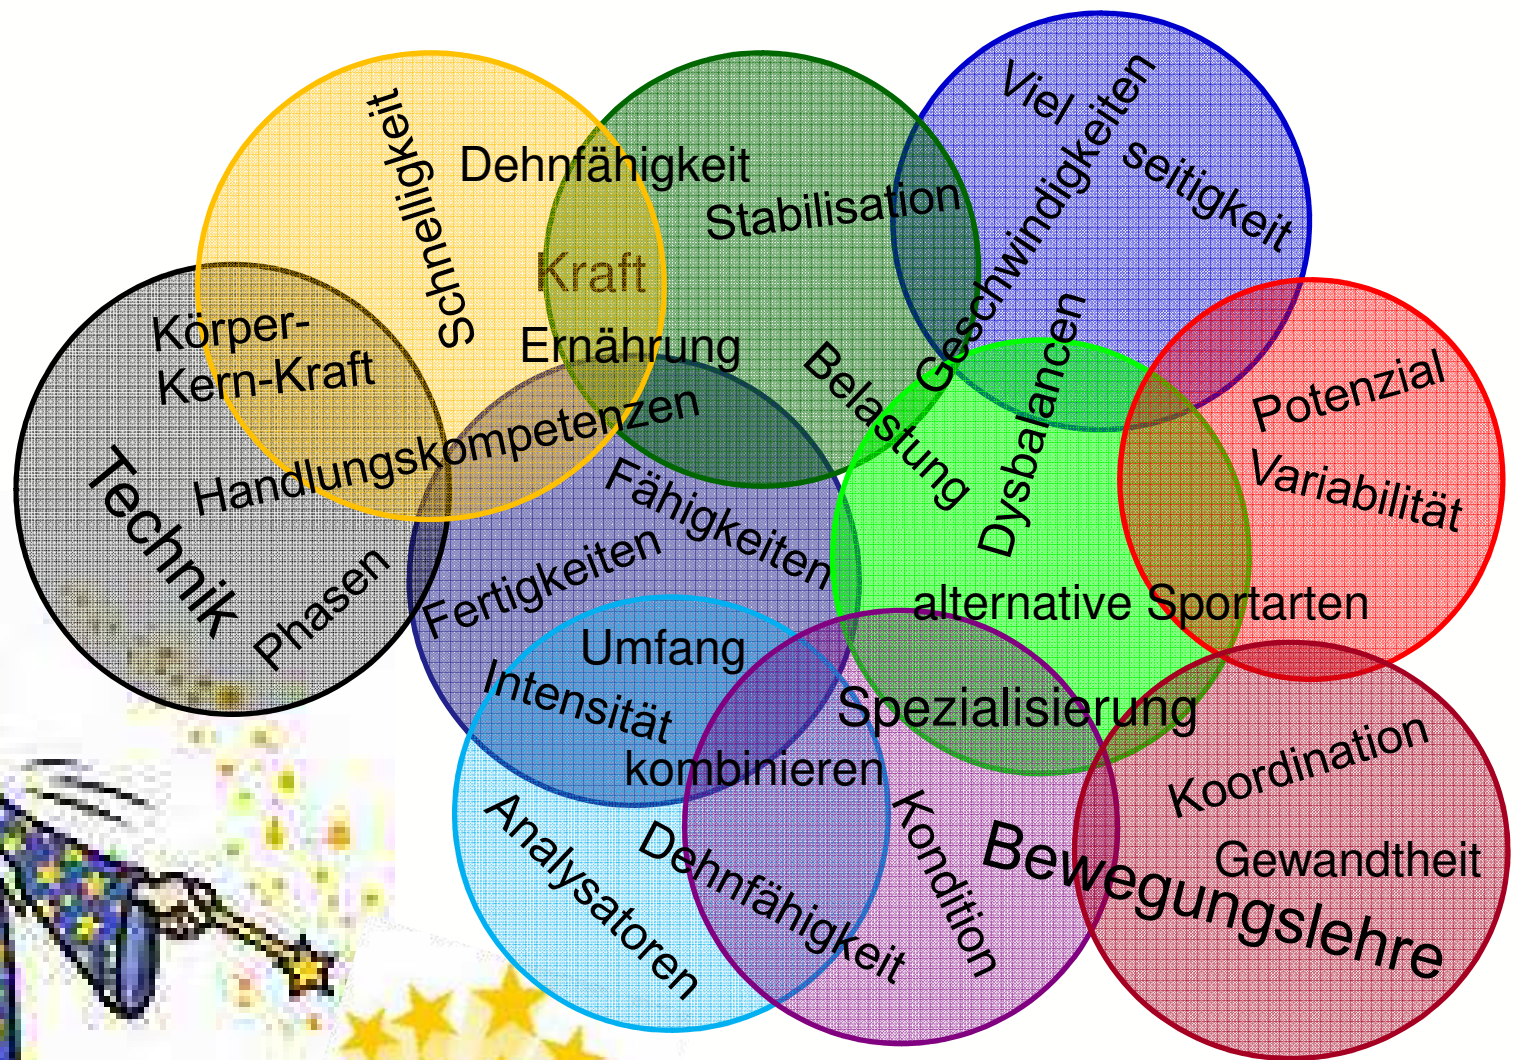 Schnelligkeit
Dehnfähigkeit
Stabilisation
Viel
seitigkeit
Geschwindigkeiten
Kraft
Ernährung
Körper-
Kern-Kraft
Handlungskompetenzen
Belastung
Dysbalancen
Potenzial
Variabilität
Technik
Phasen
Fähigkeiten
Fertigkeiten
alternative Sportarten
Umfang
Intensität
Spezialisierung
kombinieren
Koordination
Analysatoren
Dehnfähigkeit
Kondition
Bewegungslehre
Gewandtheit